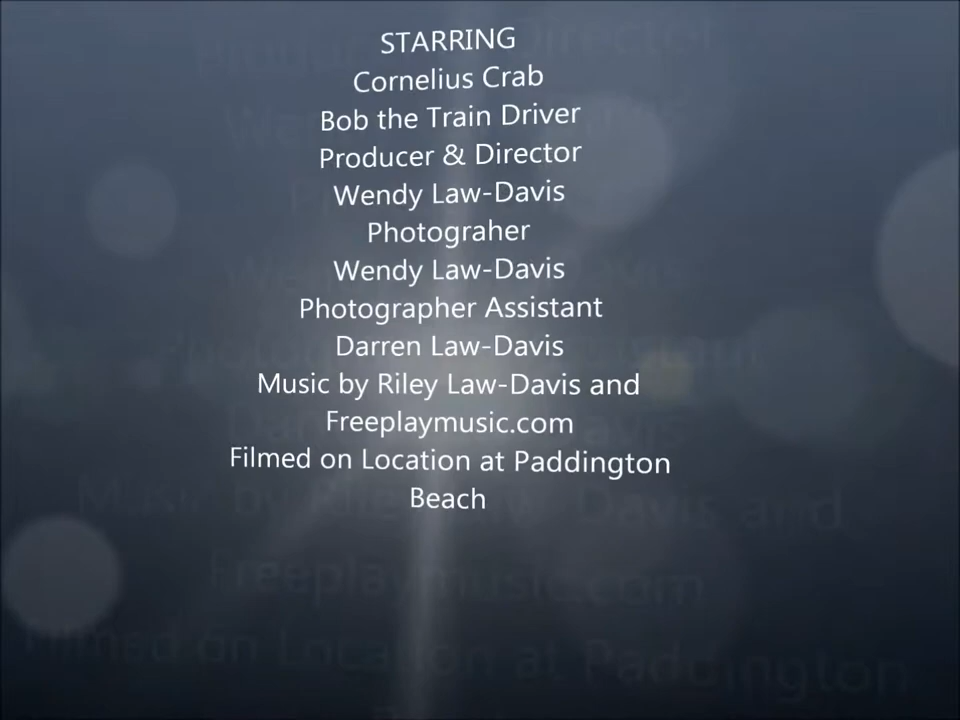 STARRING
Cornelius Crab
Bob the Train Driver
Producer & Director
Wendy Law-Davis
Photograher
Wendy Law-Davis
Photographer Assistant
Darren Law-Davis
Music by Riley Law-Davis and
Freeplaymusic.com
Filmed on Location at Paddington
Beach